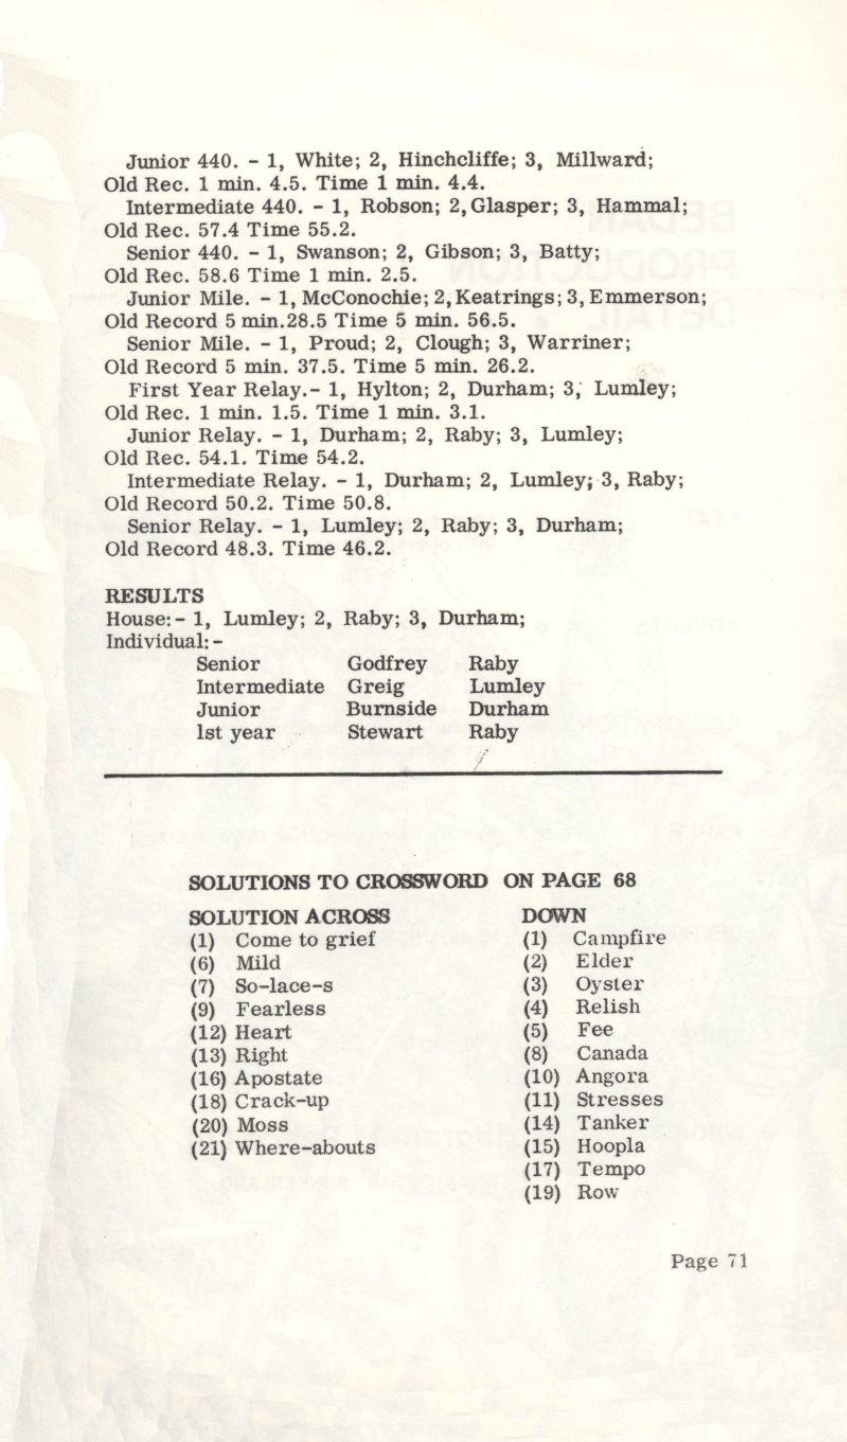 Junior 440. - 1, White; 2, Hinchcliffe; 3, Millward;
Old Rec. 1 min. 4.5. Time 1 min. 4.4.
Intermediate 440. - 1, Robson; 2, Glasper; 3, Hammal;
Old Rec. 57.4 Time 55.2.
Senior 440. - 1, Swanson; 2, Gibson; 3, Batty;
Old Rec. 58.6 Time 1 min. 2.5.
Junior Mile. - 1, McConochie; 2, Keatrings; 3, Emmerson;
Old Record 5 min.28.5 Time 5 min. 56.5.
Senior Mile. - 1, Proud; 2, Clough; 3, Warriner;
Old Record 5 min. 37.5. Time 5 min. 26.2.
First Year Relay.- 1, Hylton; 2, Durham; 3, Lumley;
Old Rec. 1 min. 1.5. Time 1 min. 3.1.
Junior Relay. - 1, Durham; 2, Raby; 3, Lumley;
Old Rec. 54.1. Time 54.2.
Intermediate Relay. - 1, Durham; 2, Lumley; 3, Raby;
Old Record 50.2. Time 50.8.
Senior Relay. - 1, Lumley; 2, Raby; 3, Durham;
Old Record 48.3. Time 46.2.
RESULTS
House:- 1, Lumley; 2, Raby; 3, Durham;
Individual:-
Senior Godfrey Raby
Intermediate Greig Lumley
Junior Burnside Durham
1st year Stewart Raby
SOLUTIONS TO CROSSWORD ON PAGE 68
SOLUTION ACROSS
(1) Come to grief
(6) Mild
(7) So-lace-s
(9) Fearless
(12) Heart
(13) Right
(16) Apostate
(18) Crack-up
(20) Moss
(21) Where-abouts
DOWN
(1) Campfire
(2) Elder
(3) Oyster
(4) Relish
(5) Fee
(8) Canada
(10) Angora
(11) Stresses
(14) Tanker
(15) Hoopla
(17) Tempo
(19) Row
Page 71